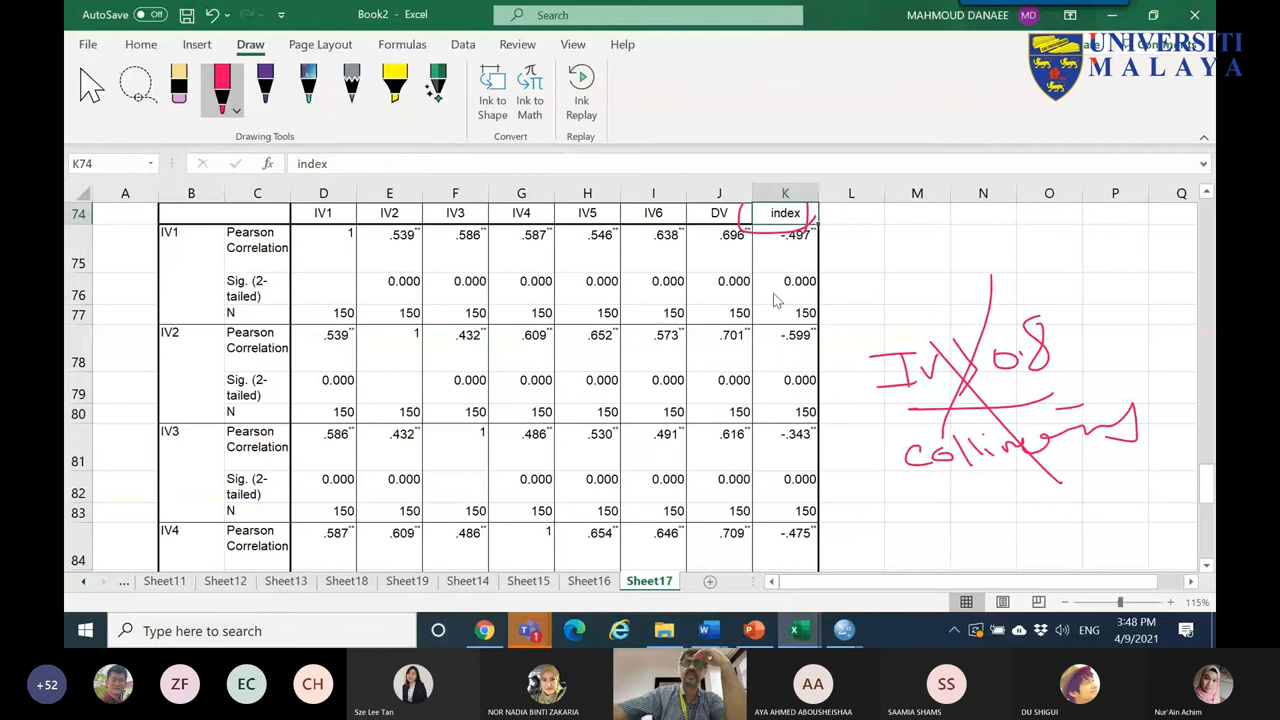 AutoSave Off Book2 - Excel Search MAHMOUD DANAEE MD
File Home Insert Draw Page Layout Formulas Data Review View Help
UNIVERSITI
MALAYA
Ink to Shape Ink to Math Ink Replay
Drawing Tools Convert Replay
K74 fx index
A B C D E F G H I J K L M N O P Q
74 IV1 IV2 IV3 IV4 IV5 IV6 DV index
75 IV1 Pearson Correlation 1 .539** .586** .587** .546** .638** .696** -.497**
76 Sig. (2-tailed) 0.000 0.000 0.000 0.000 0.000 0.000 0.000
77 N 150 150 150 150 150 150 150 150
78 IV2 Pearson Correlation .539** 1 .432** .609** .652** .573** .701** -.599**
79 Sig. (2-tailed) 0.000 0.000 0.000 0.000 0.000 0.000 0.000
80 N 150 150 150 150 150 150 150 150
81 IV3 Pearson Correlation .586** .432** 1 .486** .530** .491** .616** -.343**
82 Sig. (2-tailed) 0.000 0.000 0.000 0.000 0.000 0.000 0.000
83 N 150 150 150 150 150 150 150 150
84 IV4 Pearson Correlation .587** .609** .486** 1 .654** .646** .709** -.475**
IV 0.8
... Sheet11 Sheet12 Sheet13 Sheet18 Sheet19 Sheet14 Sheet15 Sheet16 Sheet17
115%
Type here to search ENG 3:48 PM
4/9/2021
+52 ZF EC CH Sze Lee Tan NOR NADIA BINTI ZAKARIA AA AYA AHMED ABOUSHEISHAA SS SAAMIA SHAMS DU SHIGUI Nur'Ain Achim